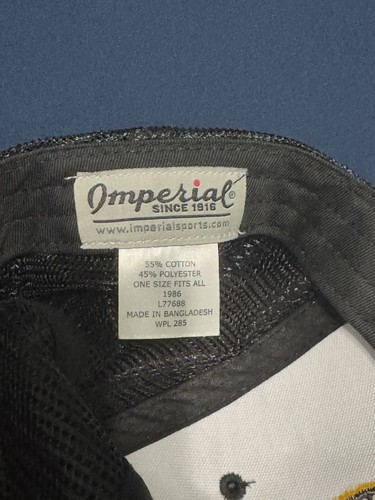 Imperial®
SINCE 1916
www.imperialsports.com
55% COTTON
45% POLYESTER
ONE SIZE FITS ALL
1986
L77688
MADE IN BANGLADESH
WPL 285